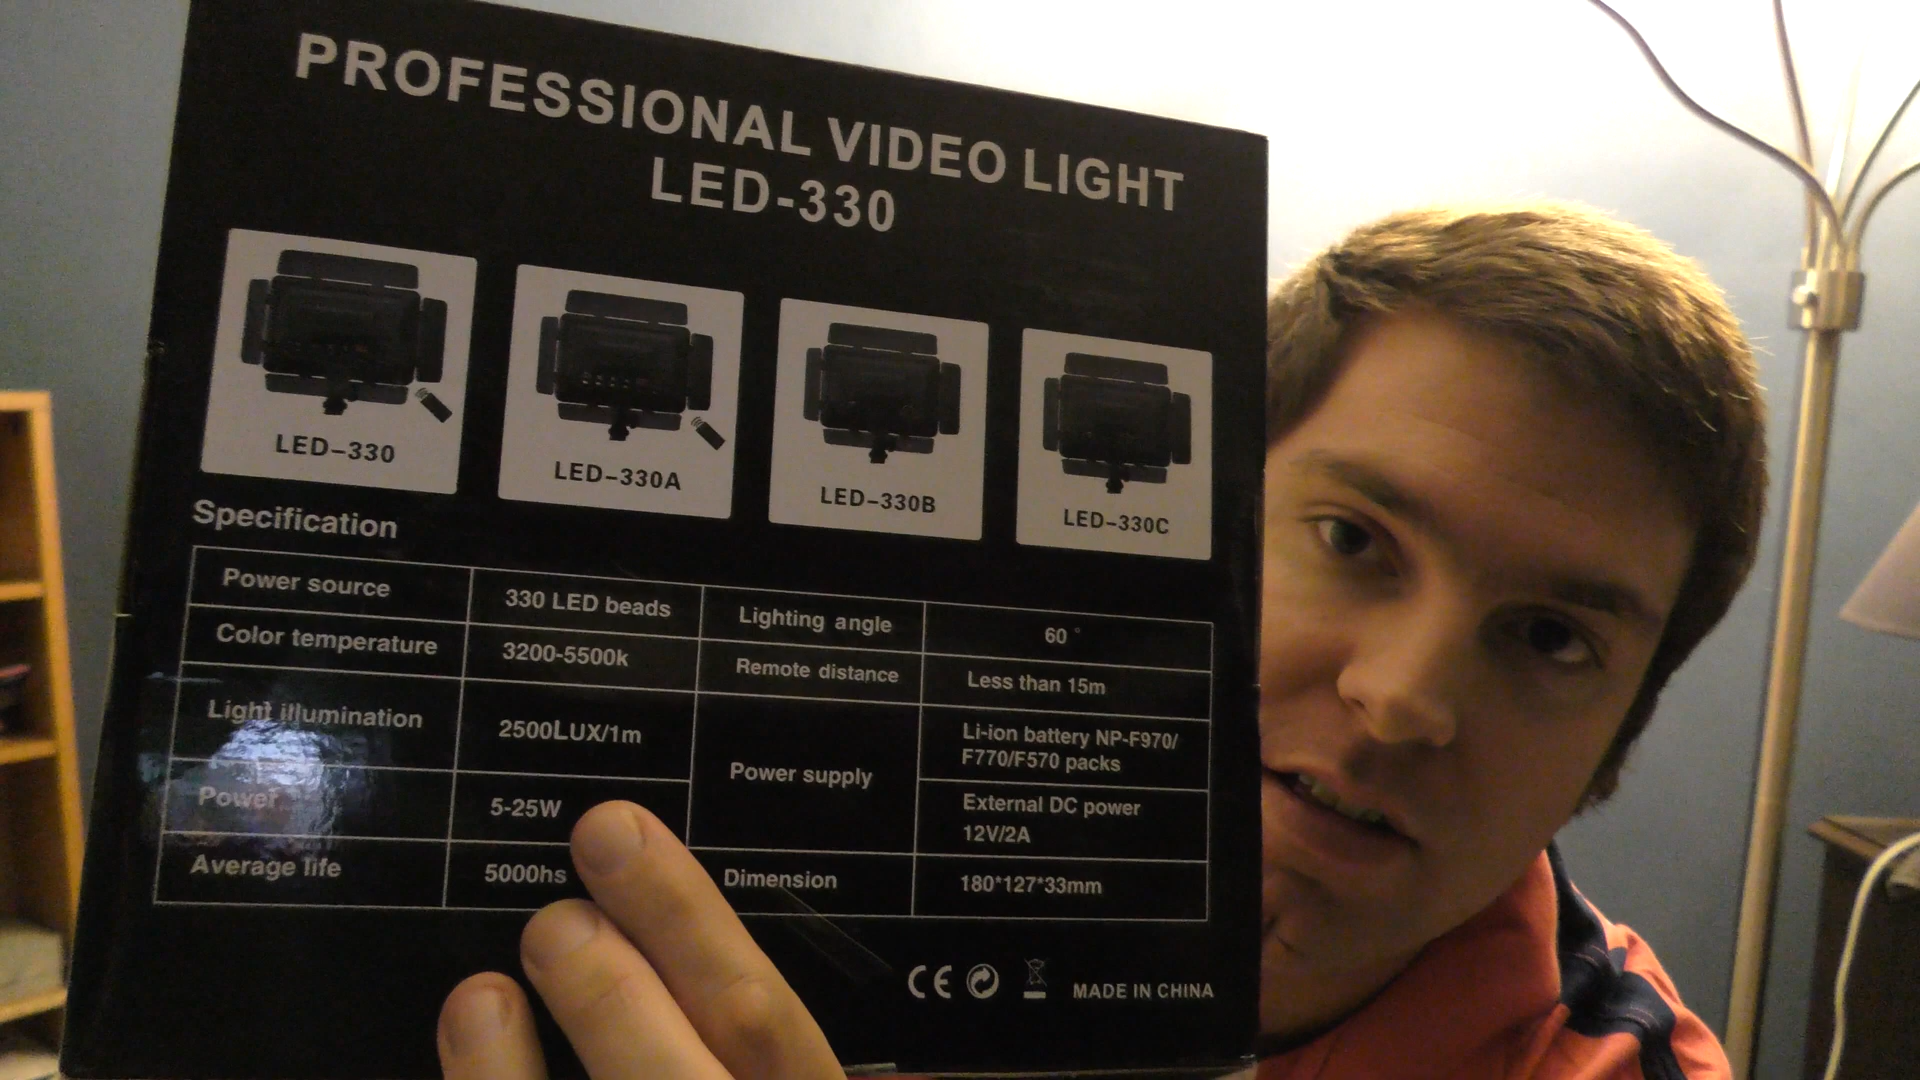 PROFESSIONAL VIDEO LIGHT
LED-330
LED-330
LED-330A
LED-330B
LED-330C
Specification
Power source
330 LED beads
Lighting angle
60°
Color temperature
3200-5500k
Remote distance
Less than 15m
Light illumination
2500LUX/1m
Power supply
Li-ion battery NP-F970/
F770/F570 packs
Power
5-25W
External DC power
12V/2A
Average life
5000hs
Dimension
180*127*33mm
CE
MADE IN CHINA